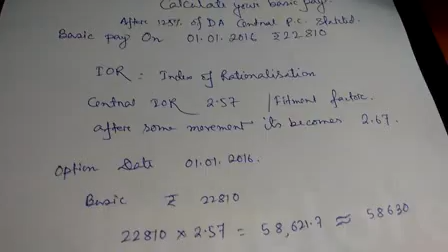 Calculate your basic pay.
After 125% of DA Central P.C. Statted.
Basic pay On 01.01.2016 ₹22810
IOR : Index of Rationalisation
Central IOR 2.57 / Fitment factor.
after some movement its becomes 2.67.
Option Date 01.01.2016.
Basic ₹ 22810
22810 × 2.57 = 58,621.7 ≈ 58630